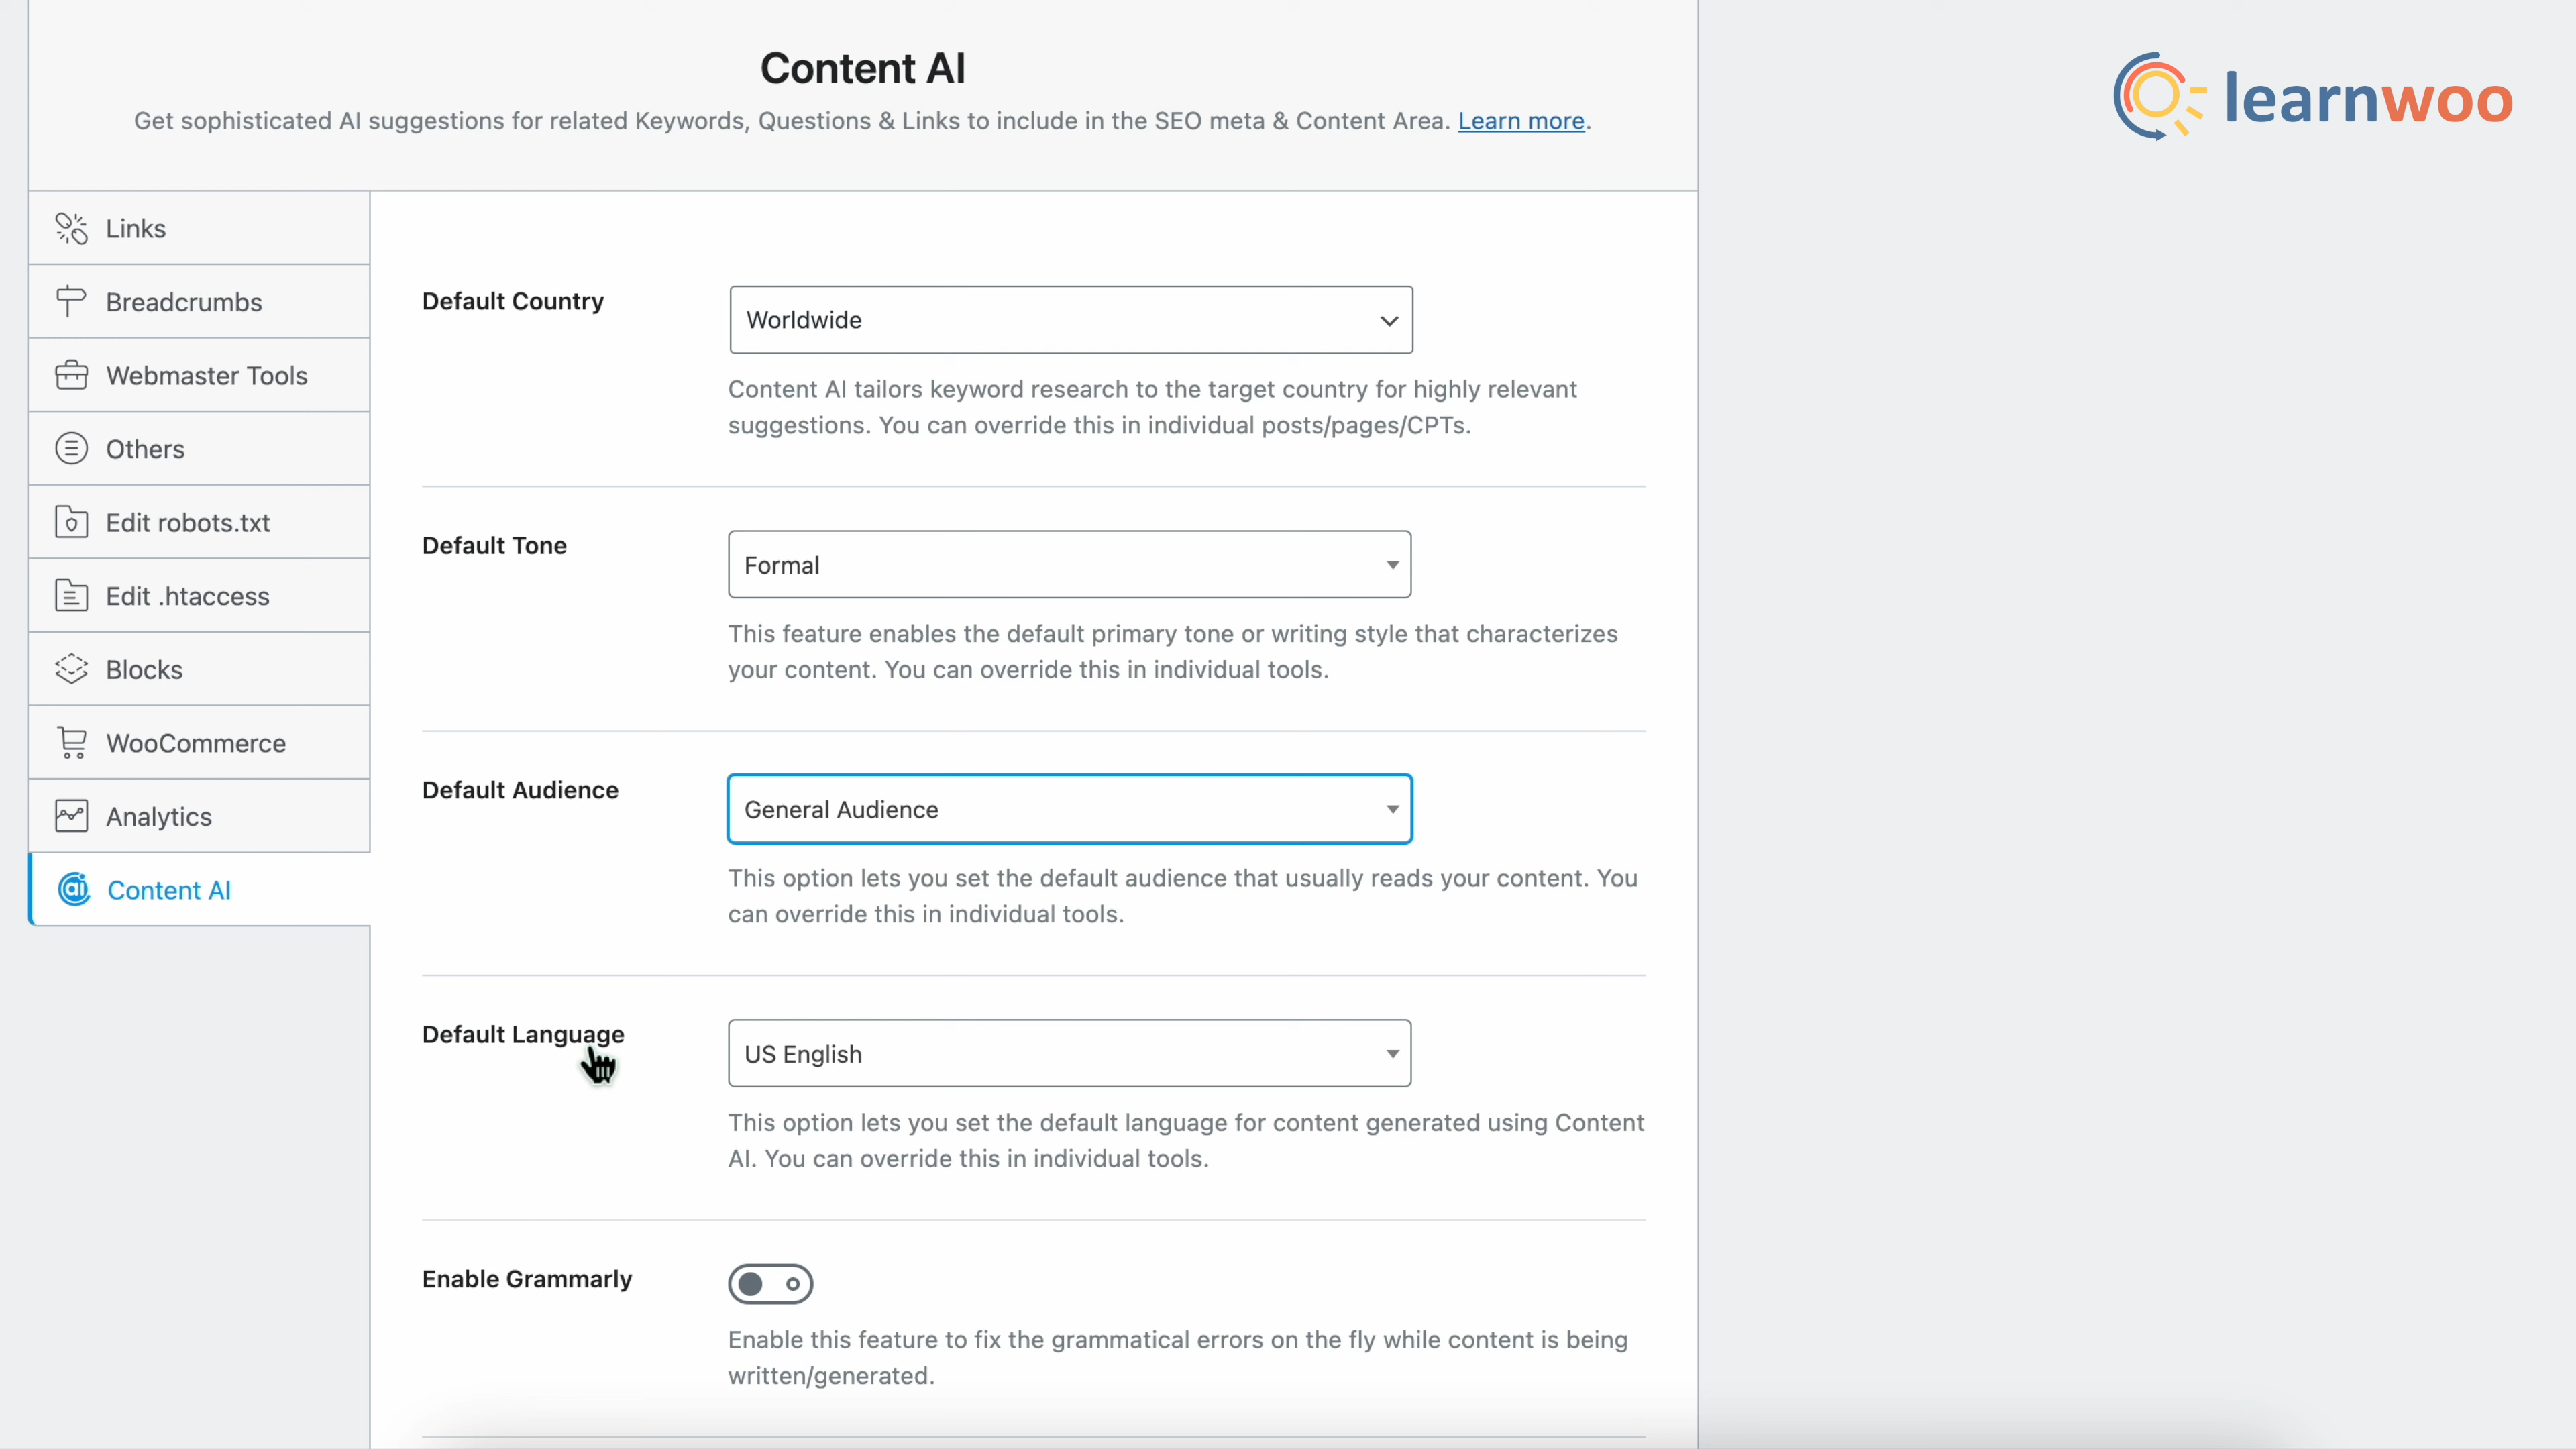 Content AI
Get sophisticated AI suggestions for related Keywords, Questions & Links to include in the SEO meta & Content Area. Learn more.
learnwoo
Links
Breadcrumbs
Webmaster Tools
Others
Edit robots.txt
Edit .htaccess
Blocks
WooCommerce
Analytics
Content AI
Default Country
Worldwide
Content AI tailors keyword research to the target country for highly relevant
suggestions. You can override this in individual posts/pages/CPTs.
Default Tone
Formal
This feature enables the default primary tone or writing style that characterizes
your content. You can override this in individual tools.
Default Audience
General Audience
This option lets you set the default audience that usually reads your content. You
can override this in individual tools.
Default Language
US English
This option lets you set the default language for content generated using Content
AI. You can override this in individual tools.
Enable Grammarly
Enable this feature to fix the grammatical errors on the fly while content is being
written/generated.